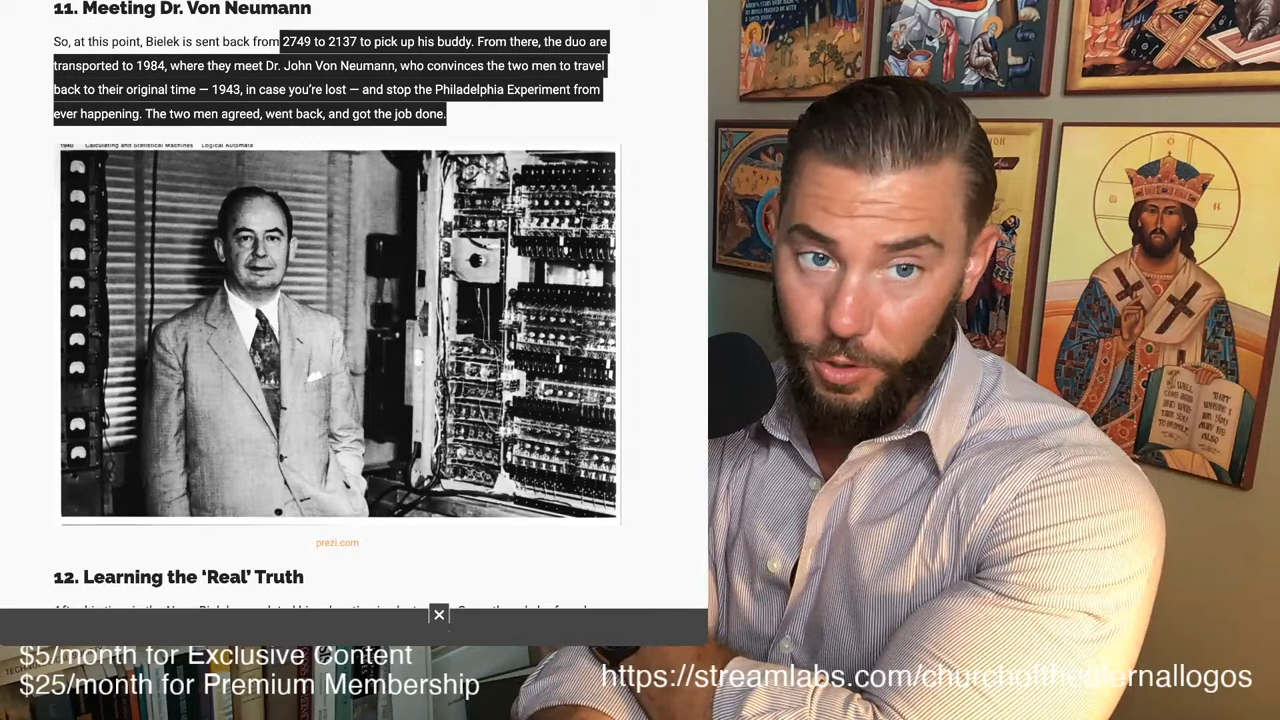 11. Meeting Dr. Von Neumann
So, at this point, Bielek is sent back from 2749 to 2137 to pick up his buddy. From there, the duo are
transported to 1984, where they meet Dr. John Von Neumann, who convinces the two men to travel
back to their original time — 1943, in case you're lost — and stop the Philadelphia Experiment from
ever happening. The two men agreed, went back, and got the job done.
1940 Calculating and Statistical Machines Logical Automata
prezi.com
12. Learning the ‘Real’ Truth
$5/month for Exclusive Content
$25/month for Premium Membership
https://streamlabs.com/churchoftheeternallogos